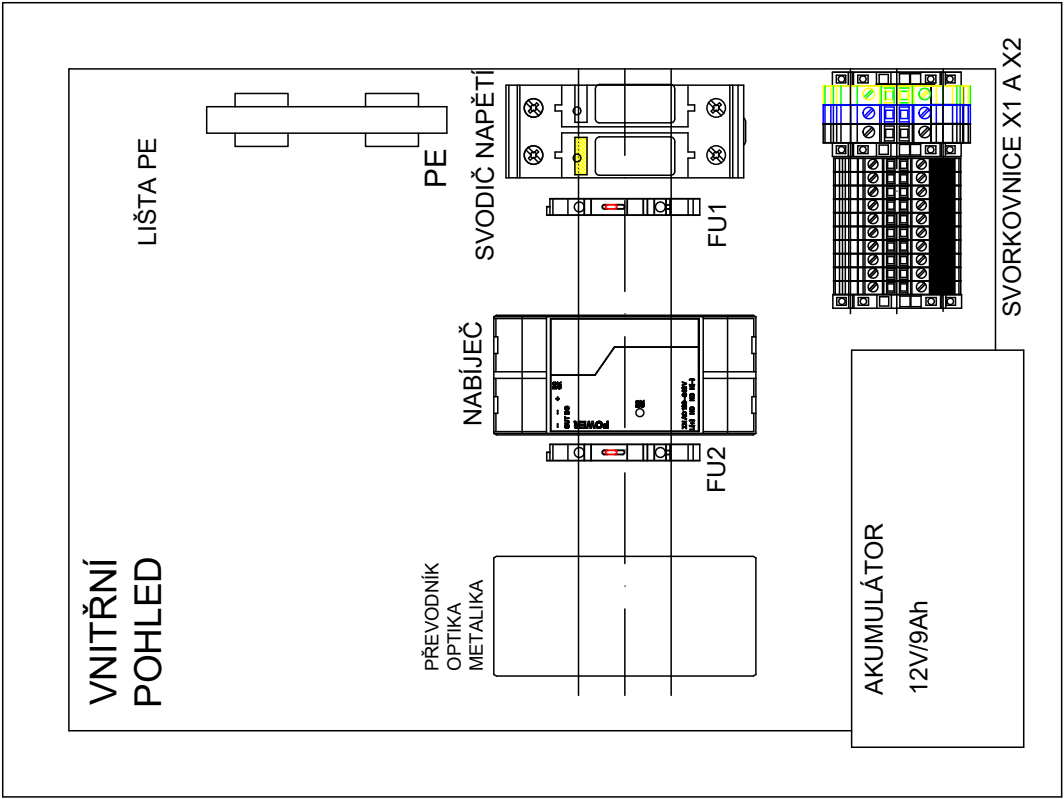 VNITŘNÍ
POHLED
LIŠTA PE
PE
PŘEVODNÍK
OPTIKA
METALIKA
FU2
NABÍJEČ
POWER
FU1
SVODIČ NAPĚTÍ
AKUMULÁTOR
12V/9Ah
SVORKOVNICE X1 A X2